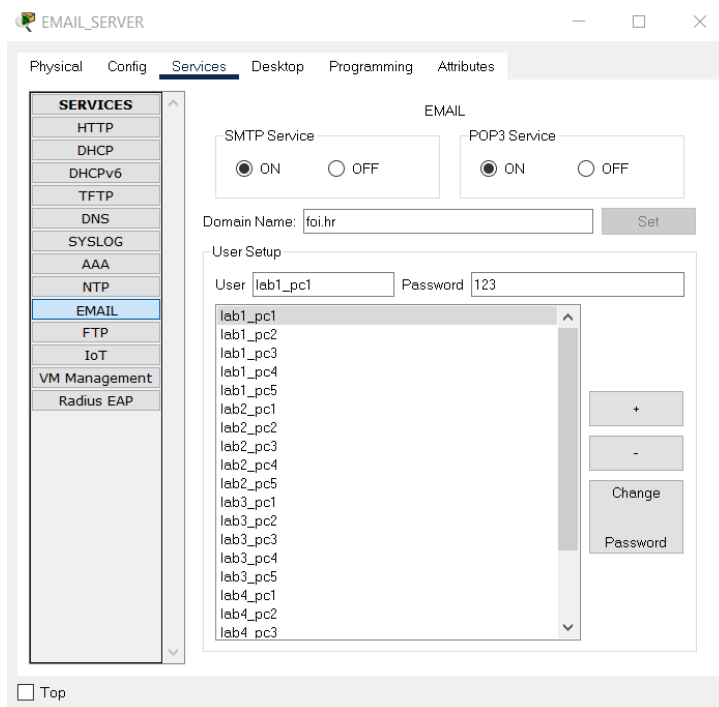 EMAIL_SERVER
Physical Config Services Desktop Programming Attributes
SERVICES
HTTP
DHCP
DHCPv6
TFTP
DNS
SYSLOG
AAA
NTP
EMAIL
FTP
IoT
VM Management
Radius EAP
EMAIL
SMTP Service
ON OFF
POP3 Service
ON OFF
Domain Name: foi.hr Set
User Setup
User lab1_pc1 Password 123
lab1_pc1
lab1_pc2
lab1_pc3
lab1_pc4
lab1_pc5
lab2_pc1
lab2_pc2
lab2_pc3
lab2_pc4
lab2_pc5
lab3_pc1
lab3_pc2
lab3_pc3
lab3_pc4
lab3_pc5
lab4_pc1
lab4_pc2
lab4_pc3
+
-
Change
Password
Top